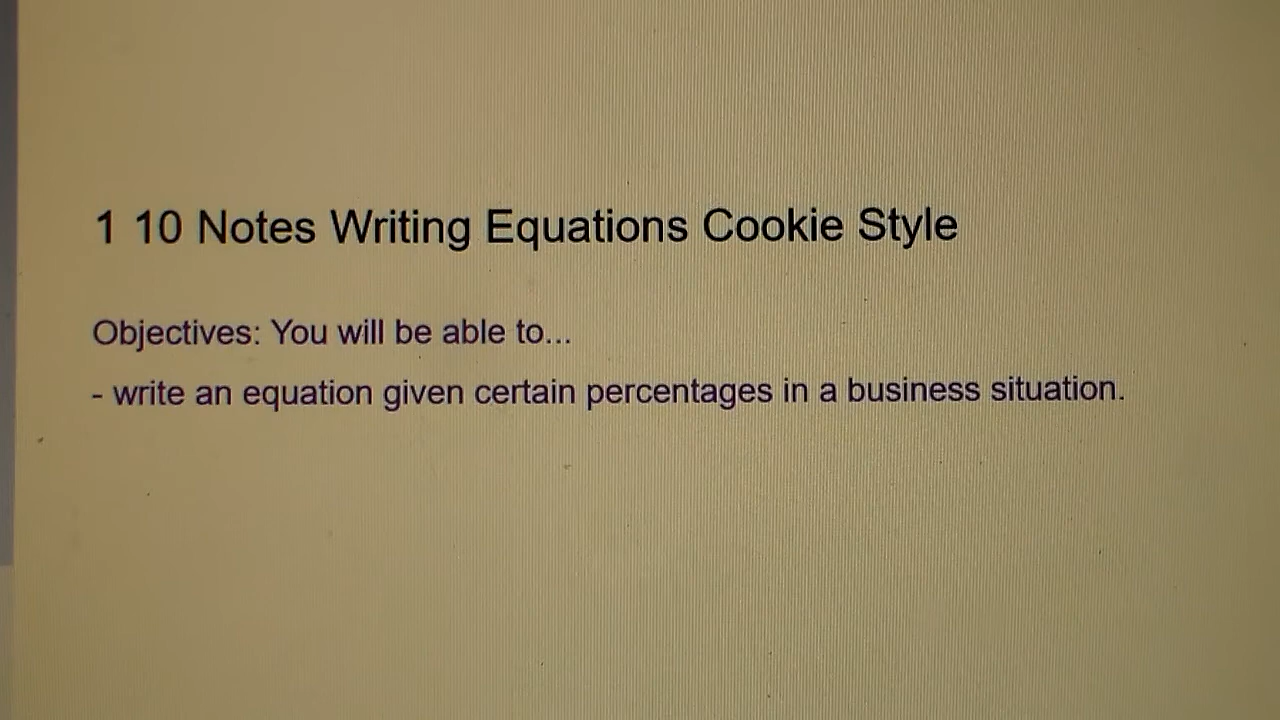 1 10 Notes Writing Equations Cookie Style
Objectives: You will be able to...
- write an equation given certain percentages in a business situation.